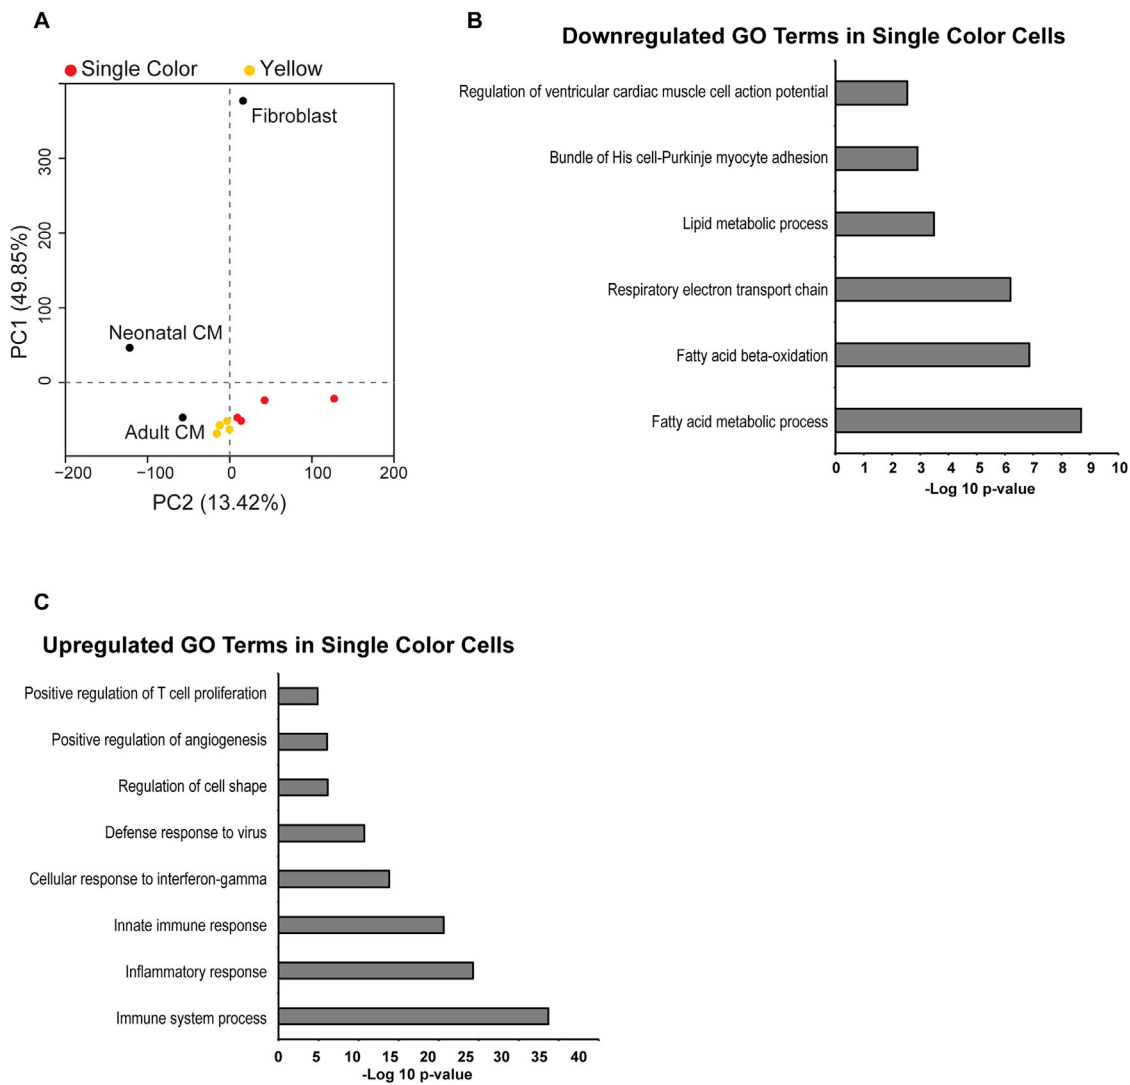 A
Single Color
Yellow
Fibroblast
Neonatal CM
Adult CM
PC1 (49.85%)
300
200
100
0
−200
−100
0
100
200
PC2 (13.42%)
B
Downregulated GO Terms in Single Color Cells
Regulation of ventricular cardiac muscle cell action potential
Bundle of His cell-Purkinje myocyte adhesion
Lipid metabolic process
Respiratory electron transport chain
Fatty acid beta-oxidation
Fatty acid metabolic process
0 1 2 3 4 5 6 7 8 9 10
-Log 10 p-value
C
Upregulated GO Terms in Single Color Cells
Positive regulation of T cell proliferation
Positive regulation of angiogenesis
Regulation of cell shape
Defense response to virus
Cellular response to interferon-gamma
Innate immune response
Inflammatory response
Immune system process
0 5 10 15 20 25 30 35 40
-Log 10 p-value